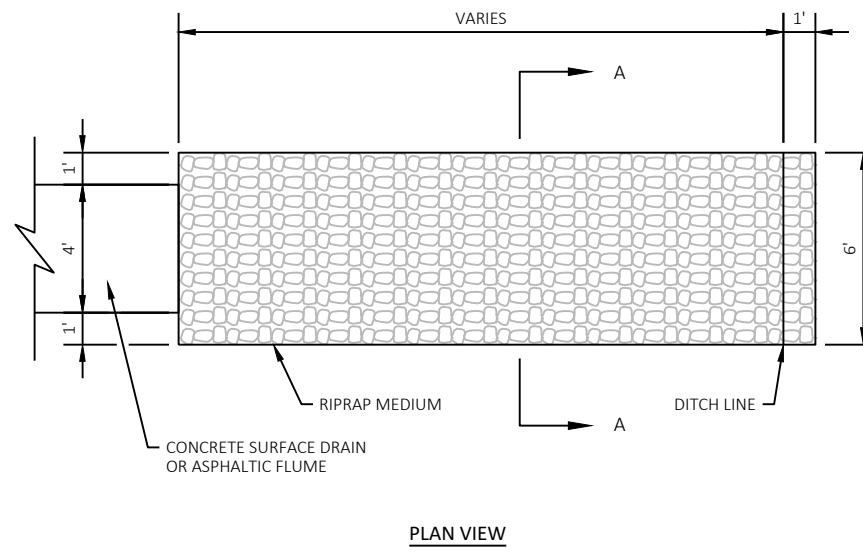 VARIES
1'
A
1'
4'
1'
6'
RIPRAP MEDIUM
DITCH LINE
A
CONCRETE SURFACE DRAIN
OR ASPHALTIC FLUME
PLAN VIEW